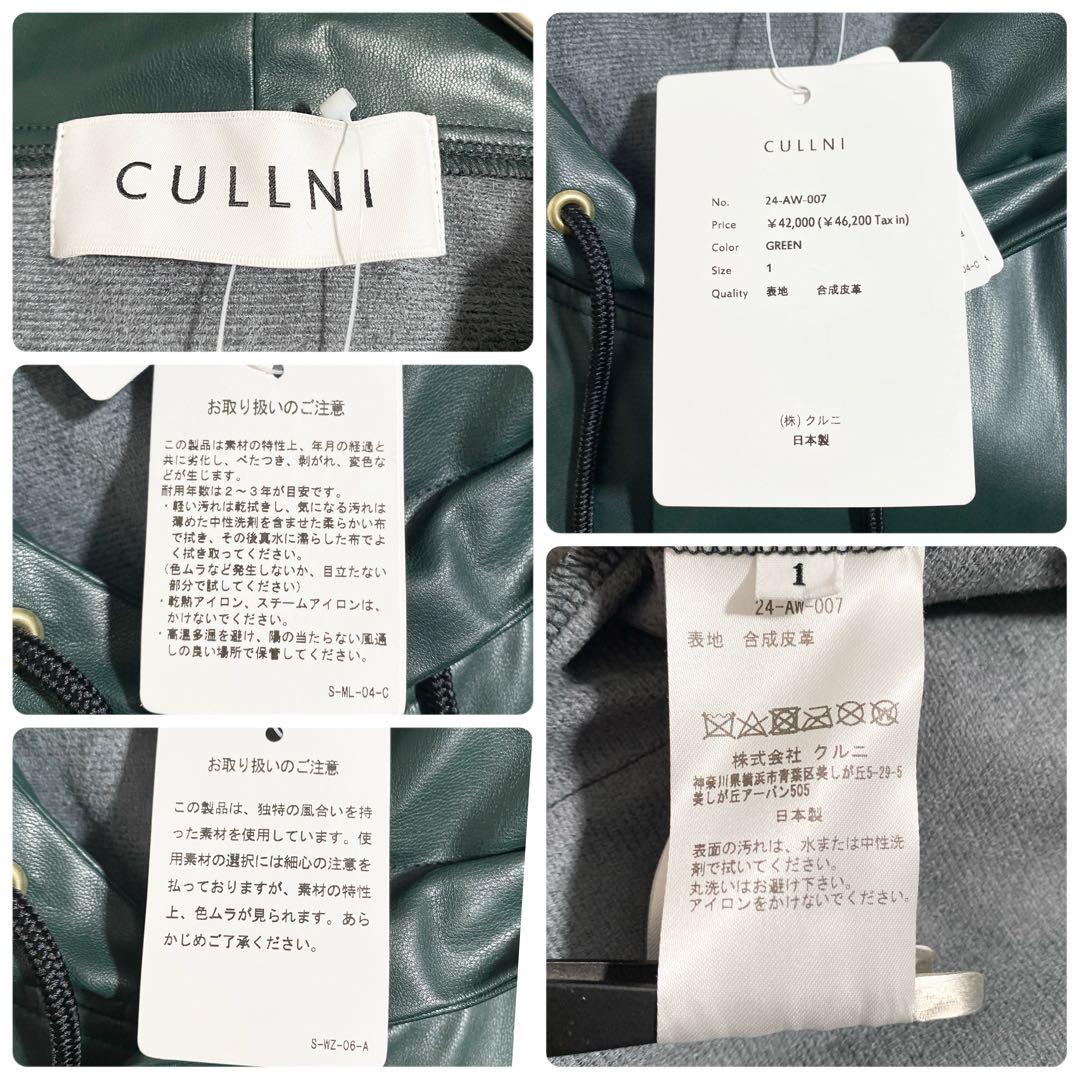 CULLNI
CULLNI
No. 24-AW-007
Price ￥42,000 (￥46,200 Tax in)
Color GREEN
Size 1
Quality 表地 合成皮革
(株) クルニ
日本製
04-C
A
お取り扱いのご注意
この製品は素材の特性上、年月の経過と
共に劣化し、べたつき、剥がれ、変色な
どが生じます。
耐用年数は2～3年が目安です。
・軽い汚れは乾拭きし、気になる汚れは
薄めた中性洗剤を含ませた柔らかい布
で拭き、その後真水に濡らした布でよ
く拭き取ってください。
(色ムラなど発生しないか、目立たない
部分で試してください)
・乾熱アイロン、スチームアイロンは、
かけないでください。
・高温多湿を避け、陽の当たらない風通
しの良い場所で保管してください。
S-ML-04-C
お取り扱いのご注意
この製品は、独特の風合いを持
った素材を使用しています。使
用素材の選択には細心の注意を
払っておりますが、素材の特性
上、色ムラが見られます。あら
かじめご了承ください。
S-WZ-06-A
1
24-AW-007
表地 合成皮革
株式会社 クルニ
神奈川県横浜市青葉区美しが丘5-29-5
美しが丘アーバン505
日本製
表面の汚れは、水または中性洗
剤で拭いてください。
丸洗いはお避け下さい。
アイロンをかけないでください。